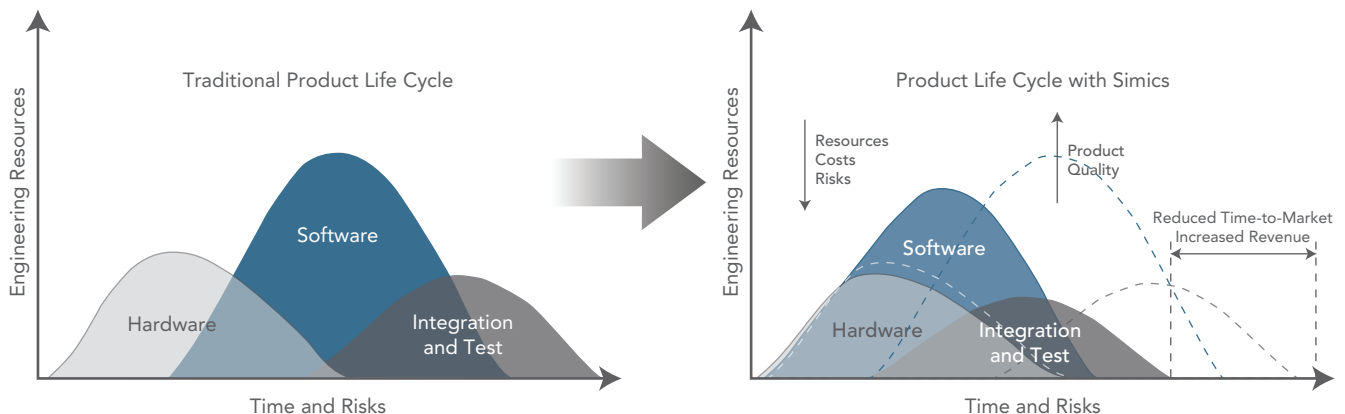 Traditional Product Life Cycle
Engineering Resources
Software
Hardware
Integration
and Test
Time and Risks
Product Life Cycle with Simics
Engineering Resources
Resources
Costs
Risks
Product
Quality
Reduced Time-to-Market
Increased Revenue
Software
Hardware
Integration
and Test
Time and Risks